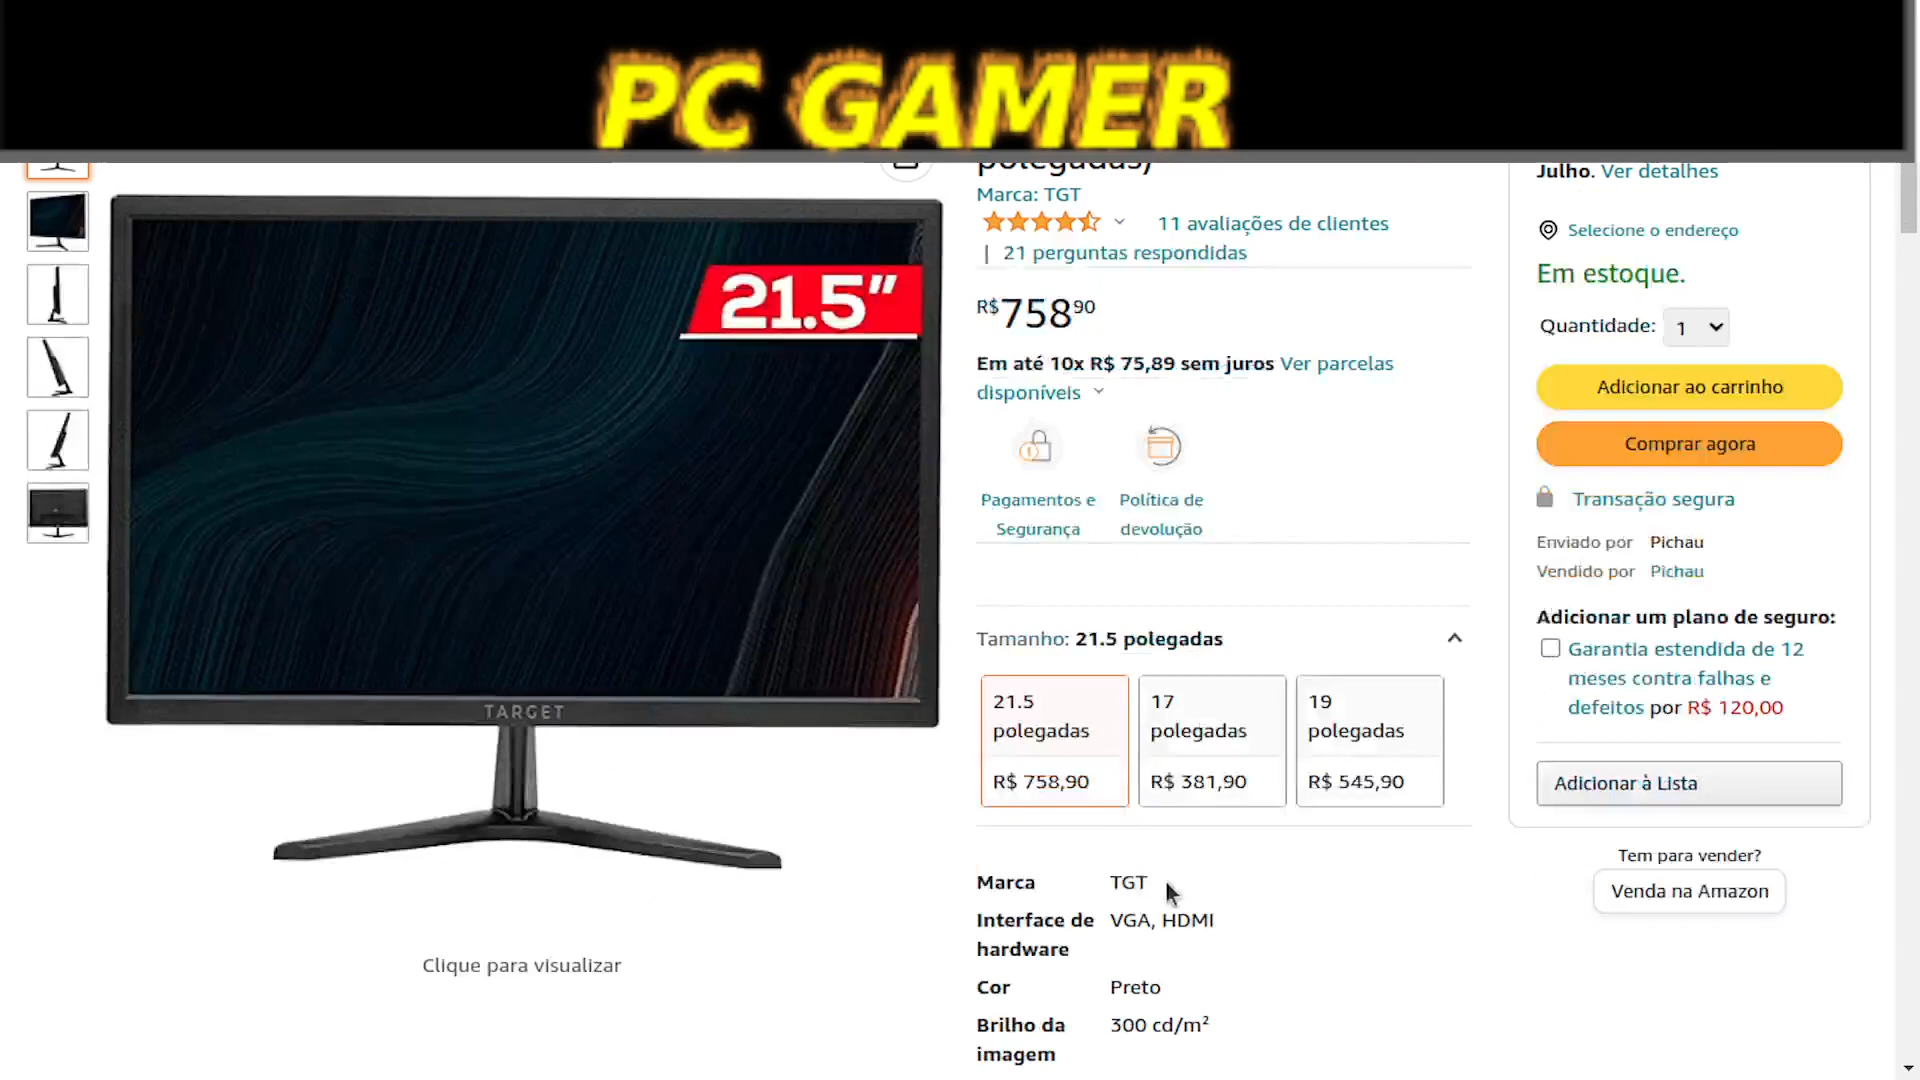 PC GAMER
polegadas)
Marca: TGT
11 avaliações de clientes
| 21 perguntas respondidas
R$75890
Em até 10x R$ 75,89 sem juros Ver parcelas
disponíveis
Pagamentos e
Segurança
Política de
devolução
Tamanho: 21.5 polegadas
21.5
polegadas
R$ 758,90
17
polegadas
R$ 381,90
19
polegadas
R$ 545,90
Marca TGT
Interface de VGA, HDMI
hardware
Cor Preto
Brilho da 300 cd/m²
imagem
21.5”
TARGET
Clique para visualizar
Julho. Ver detalhes
Selecione o endereço
Em estoque.
Quantidade: 1
Adicionar ao carrinho
Comprar agora
Transação segura
Enviado por Pichau
Vendido por Pichau
Adicionar um plano de seguro:
Garantia estendida de 12
meses contra falhas e
defeitos por R$ 120,00
Adicionar à Lista
Tem para vender?
Venda na Amazon